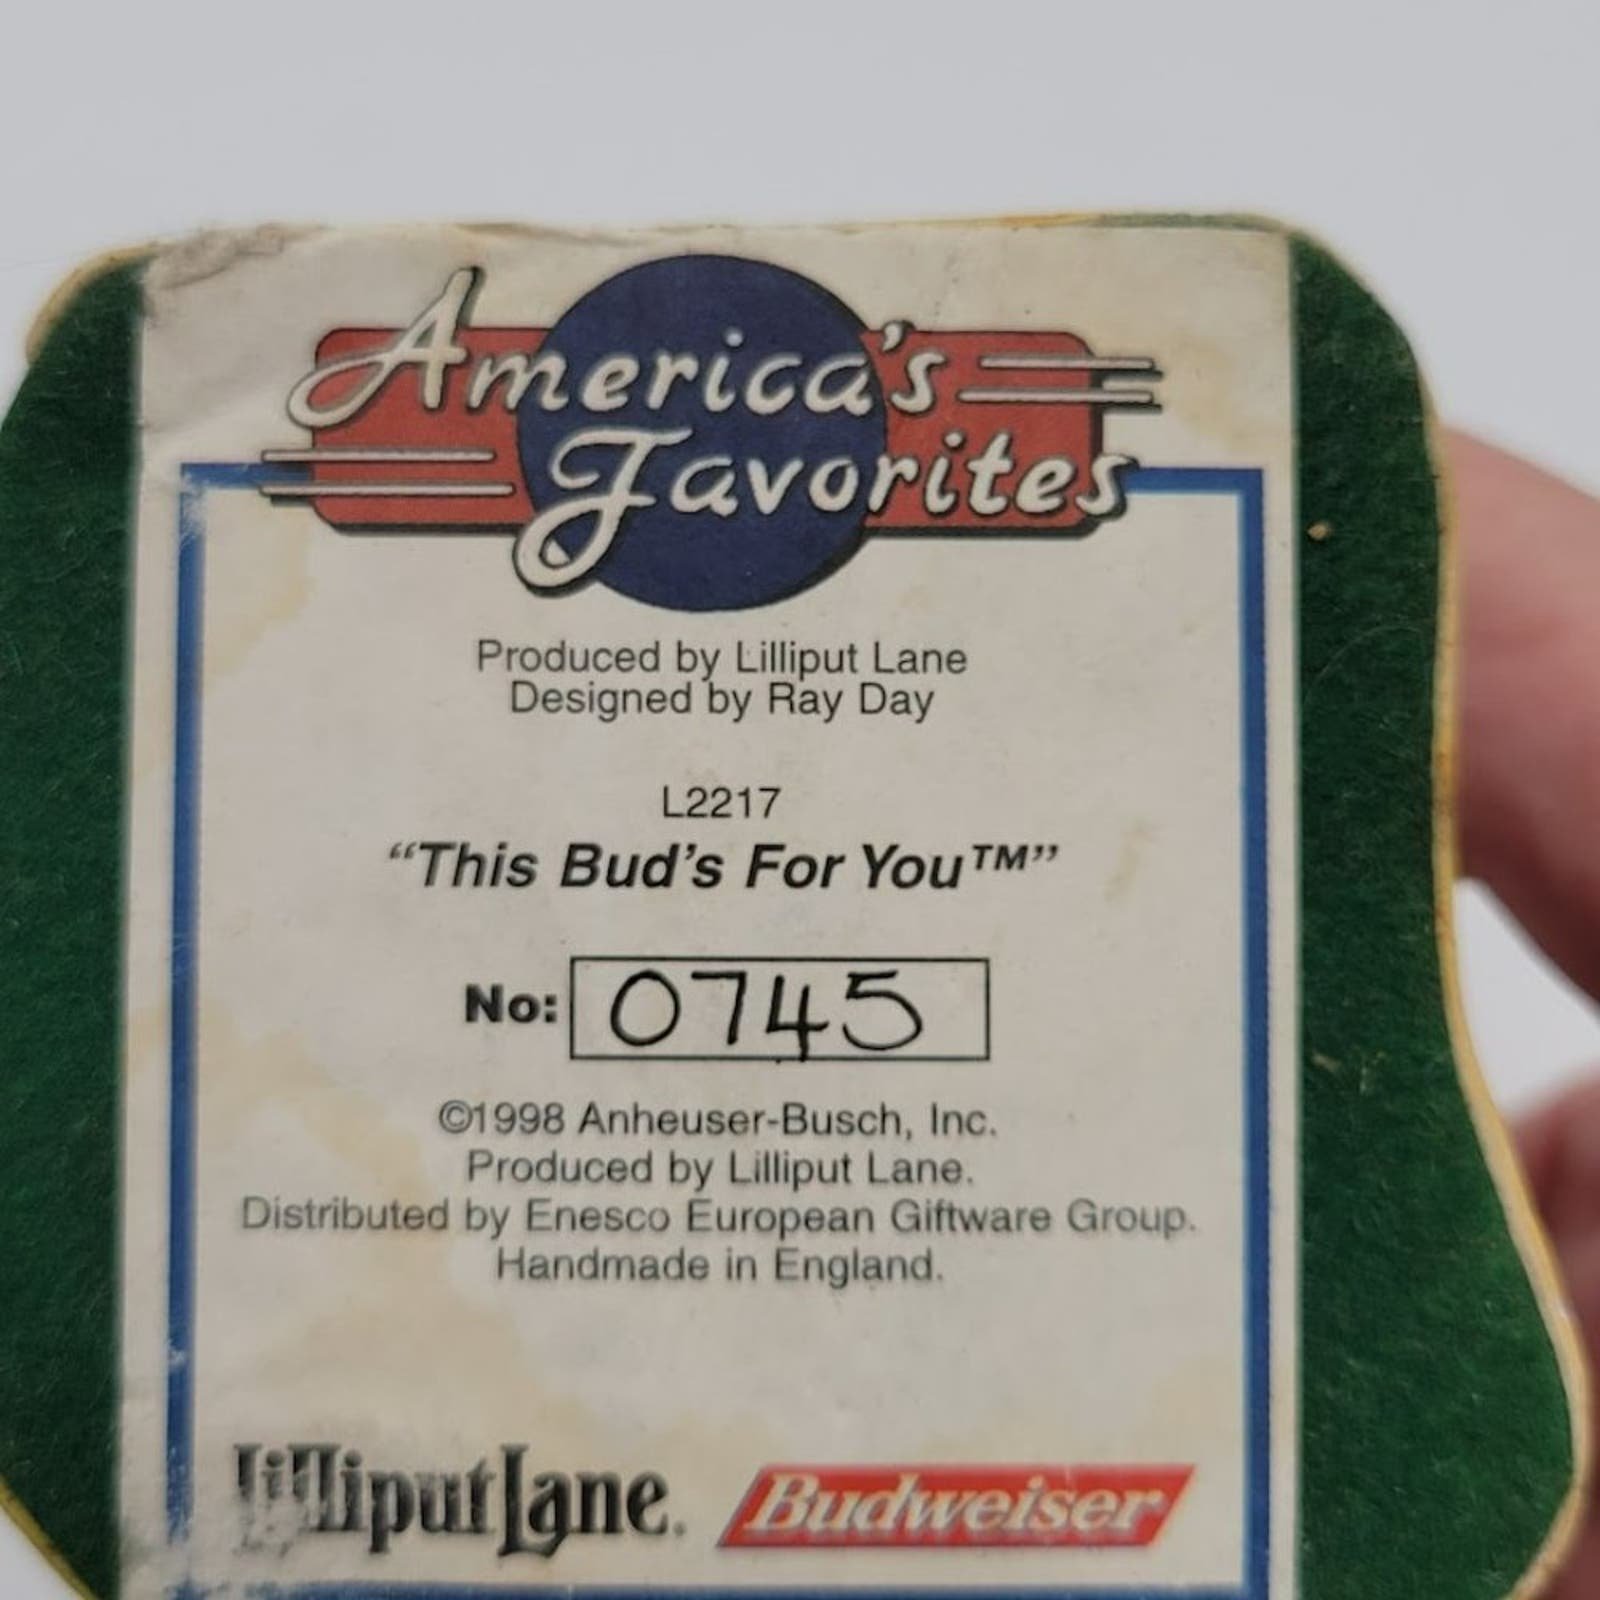 America's
Favorites
Produced by Lilliput Lane
Designed by Ray Day
L2217
“This Bud's For You™”
No: 0745
©1998 Anheuser-Busch, Inc.
Produced by Lilliput Lane.
Distributed by Enesco European Giftware Group.
Handmade in England.
Lilliput Lane. Budweiser